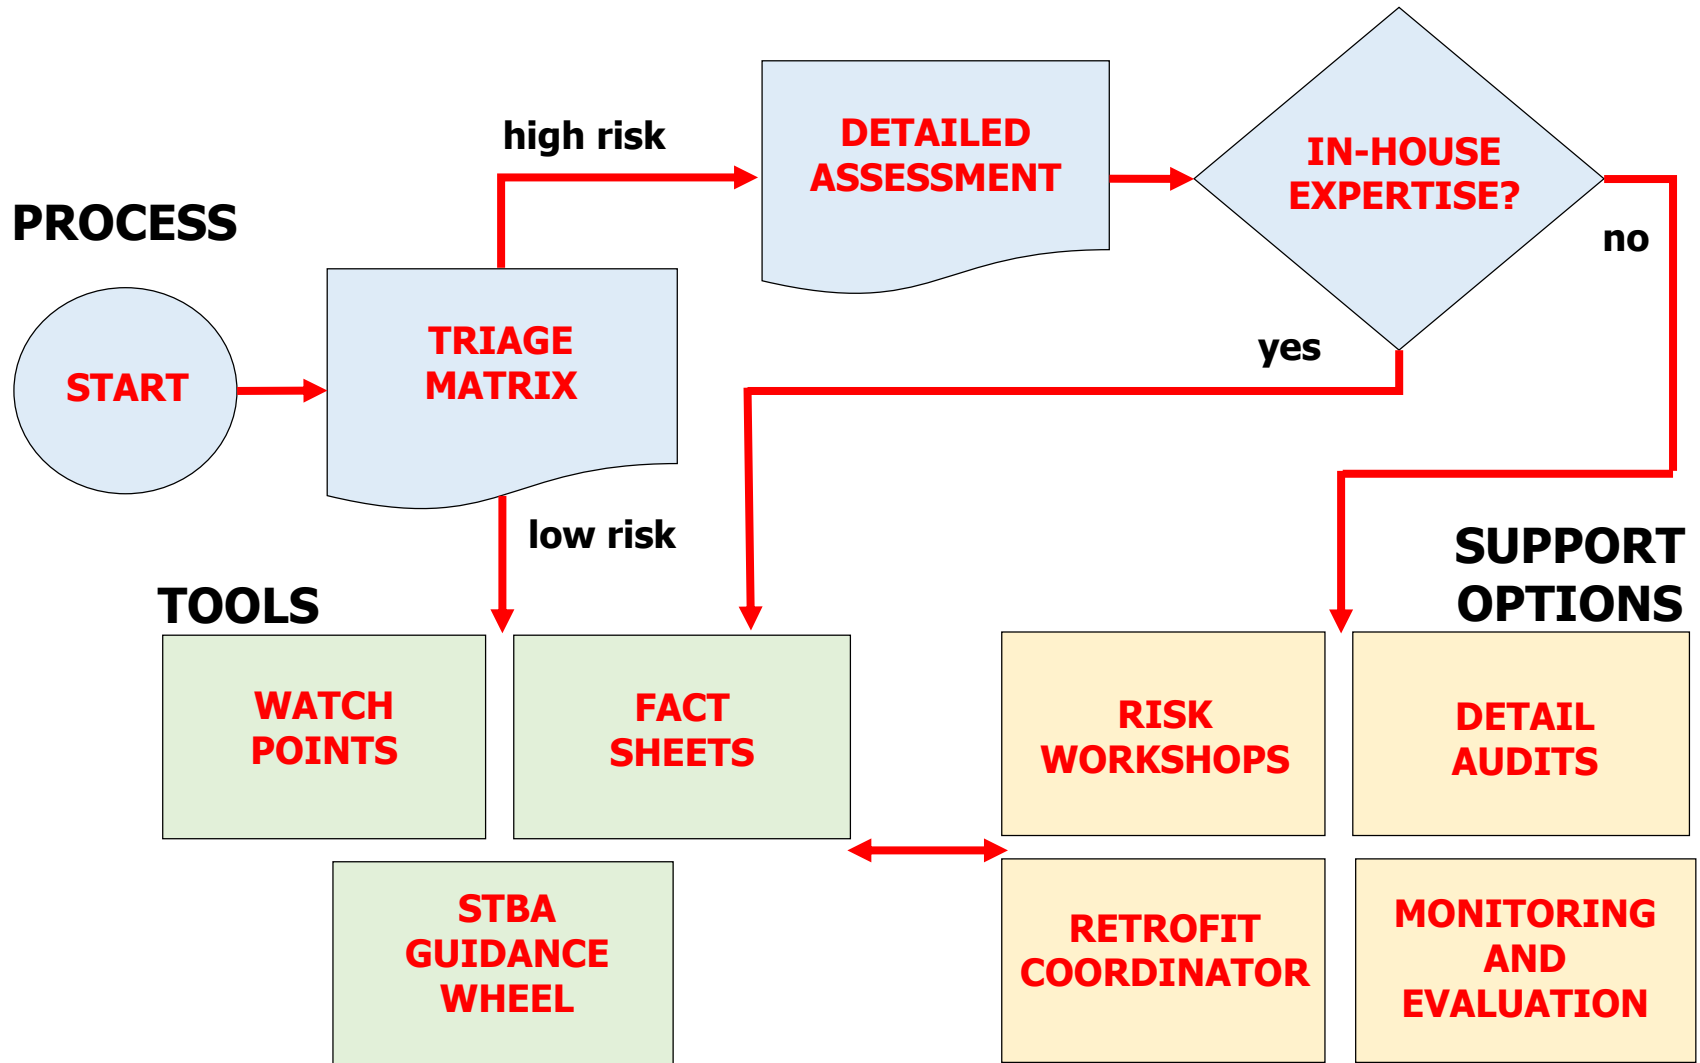 high risk
DETAILED
ASSESSMENT
IN-HOUSE
EXPERTISE?
PROCESS
no
START
TRIAGE
MATRIX
yes
low risk
SUPPORT
OPTIONS
TOOLS
WATCH
POINTS
FACT
SHEETS
RISK
WORKSHOPS
DETAIL
AUDITS
STBA
GUIDANCE
WHEEL
RETROFIT
COORDINATOR
MONITORING
AND
EVALUATION